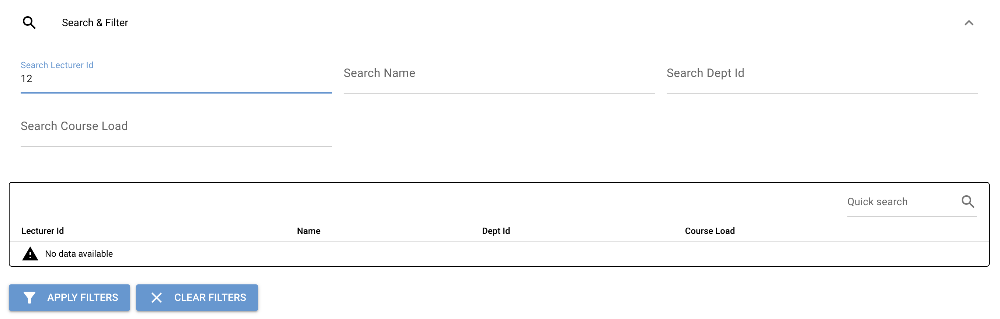 Search & Filter
Search Lecturer Id
12
Search Name
Search Dept Id
Search Course Load
Quick search
Lecturer Id Name Dept Id Course Load
No data available
APPLY FILTERS CLEAR FILTERS